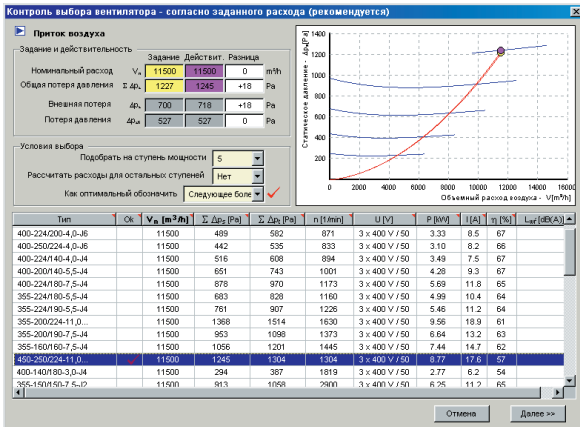 Контроль выбора вентилятора - согласно заданного расхода (рекомендуется)
Приток воздуха
Задание и действительность
Задание Действит. Разница
Номинальный расход Vₙ 11500 11500 0 m³/h
Общая потеря давления Σ Δpₛ 1227 1245 +18 Pa
Внешняя потеря Δpₛ 700 718 +18 Pa
Потеря давления 527 527 0 Pa
Условия выбора
Подобрать на ступень мощности 5
Рассчитать расходы для остальных ступеней Нет
Как оптимальный обозначить Следующее боле
Статическое давление - [Pa]
1400
1200
1000
800
600
400
200
0 2000 4000 6000 8000 10000 12000 14000 16000
Объемный расход воздуха - V[m³/h]
Тип Ok Vₙ [m³/h] Σ Δpₛ [Pa] Σ Δpₜ [Pa] n [1/min] U [V] P [kW] I [A] η [%] [dB(A)]
400-224/200-4,0-J6 11500 489 582 871 3 x 400 V / 50 3.33 8.5 67
400-250/224-4,0-J6 11500 442 535 833 3 x 400 V / 50 3.10 8.2 66
400-224/140-4,0-J4 11500 516 608 894 3 x 400 V / 50 3.49 7.5 67
400-200/140-5,5-J4 11500 651 743 1001 3 x 400 V / 50 4.28 9.3 67
400-224/180-5,5-J4 11500 878 970 1173 3 x 400 V / 50 5.69 11.8 65
355-224/180-5,5-J4 11500 683 828 1160 3 x 400 V / 50 4.99 10.4 64
355-224/190-5,5-J4 11500 761 907 1226 3 x 400 V / 50 5.46 11.2 64
355-200/224-11,0... 11500 1368 1514 1630 3 x 400 V / 50 9.56 18.9 61
355-200/190-7,5-J4 11500 953 1098 1373 3 x 400 V / 50 6.64 13.2 63
355-160/160-7,5-J4 11500 1056 1201 1445 3 x 400 V / 50 7.44 14.7 62
450-250/224-11,0... 11500 1245 1304 1304 3 x 400 V / 50 8.77 17.6 57
400-140/180-3,0-J4 11500 294 387 1819 3 x 400 V / 50 2.77 6.2 54
355-150/150-7,5-J2 11500 913 1058 2900 3 x 400 V / 50 6.25 11.2 65
Отмена Далее >>